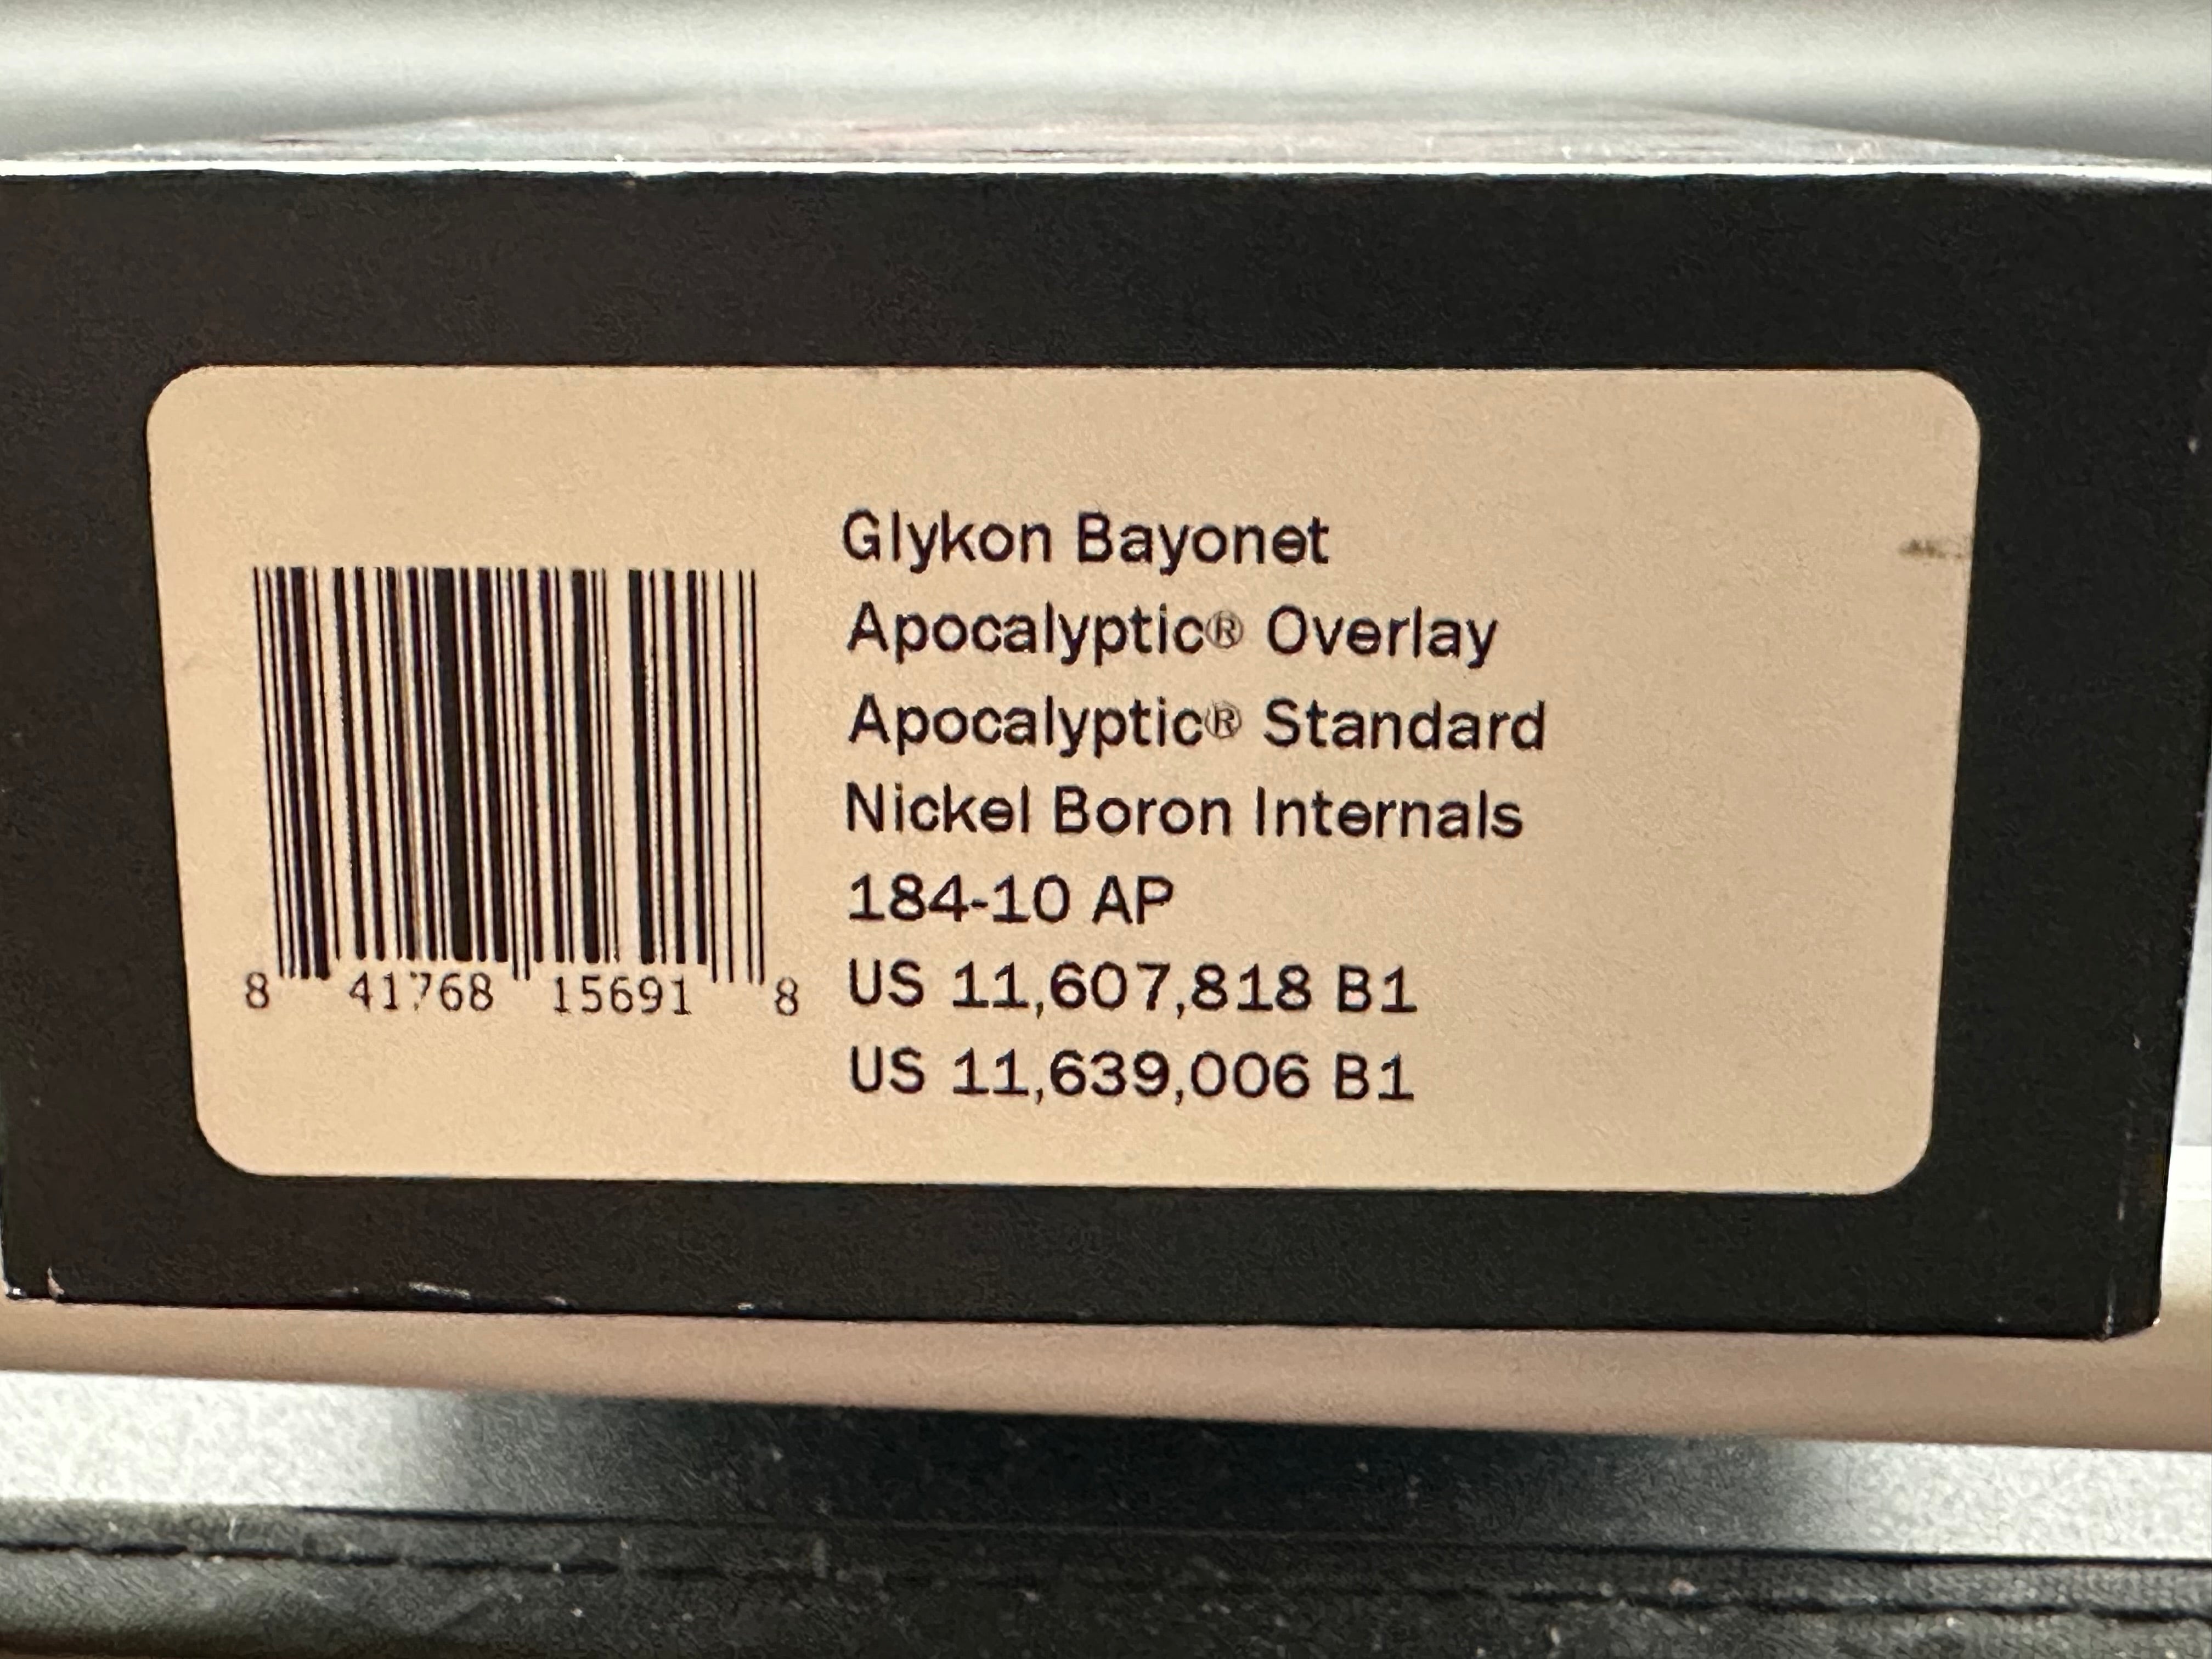 Glykon Bayonet
Apocalyptic® Overlay
Apocalyptic® Standard
Nickel Boron Internals
184-10 AP
US 11,607,818 B1
US 11,639,006 B1
8 41768 15691 8